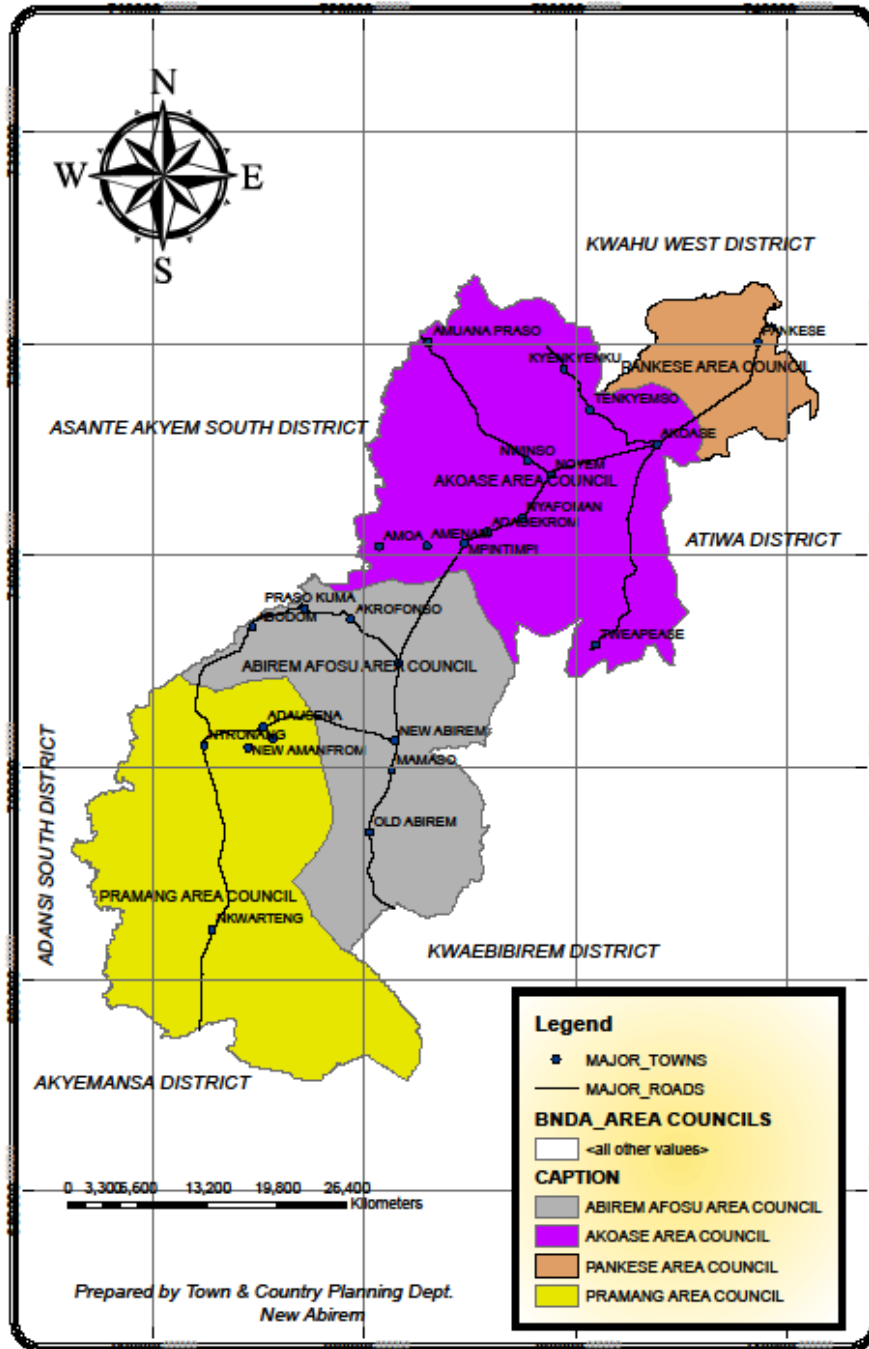 N
W
E
S
KWAHU WEST DISTRICT
AMUANA PRASO
PANKESE
KYENKYENKU
PANKESE AREA COUNCIL
TENKYEMSO
ASANTE AKYEM SOUTH DISTRICT
AKOASE
NWINSO
NOYEM
AKOASE AREA COUNCIL
NYAFOMAN
ADADEKROM
AMOA
AMENAM
MPINTIMPI
ATIWA DISTRICT
PRASO KUMA
AKROFONSO
ABODOM
TWEAPEASE
ABIREM AFOSU AREA COUNCIL
ADAUSENA
NTRONANG
NEW AMANFROM
NEW ABIREM
MAMASO
ADANSI SOUTH DISTRICT
OLD ABIREM
PRAMANG AREA COUNCIL
NKWARTENG
KWAEBIBIREM DISTRICT
AKYEMANSA DISTRICT
Legend
MAJOR_TOWNS
MAJOR_ROADS
BNDA_AREA COUNCILS
<all other values>
CAPTION
ABIREM AFOSU AREA COUNCIL
AKOASE AREA COUNCIL
PANKESE AREA COUNCIL
PRAMANG AREA COUNCIL
0 3,3006,600 13,200 19,800 26,400
Kilometers
Prepared by Town & Country Planning Dept.
New Abirem